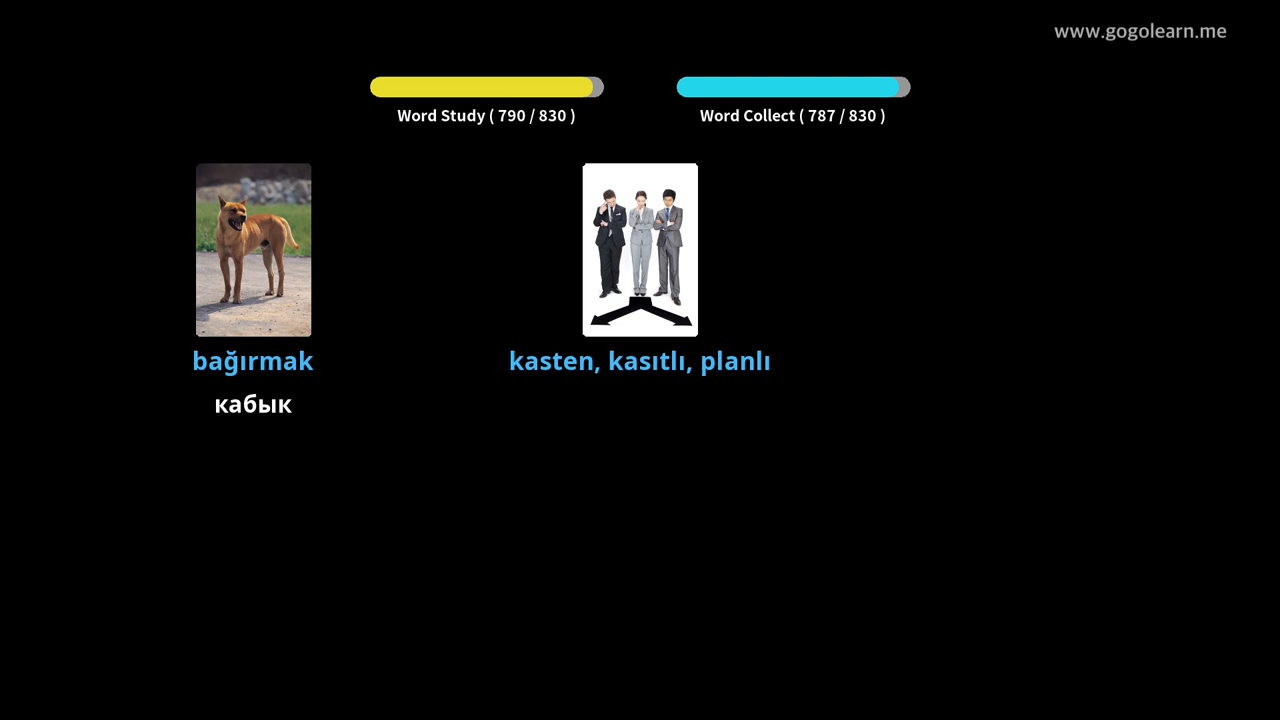 www.gogolearn.me
Word Study ( 790 / 830 )
Word Collect ( 787 / 830 )
bağırmak
kasten, kasıtlı, planlı
кабык